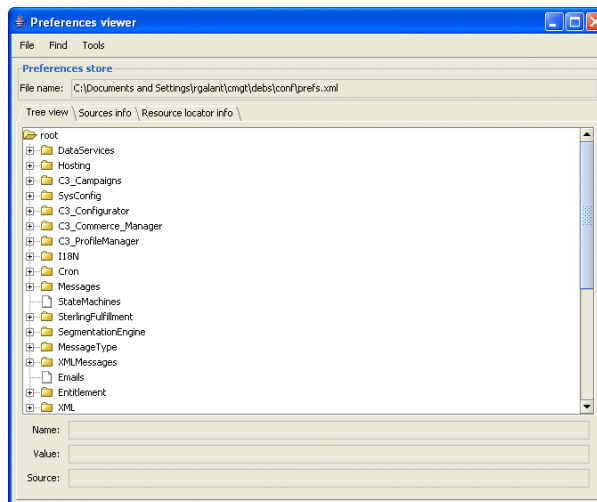 Preferences viewer
File Find Tools
Preferences store
File name: C:\Documents and Settings\rgalant\cmgt\debs\conf\prefs.xml
Tree view Sources info Resource locator info
root
DataServices
Hosting
C3_Campaigns
SysConfig
C3_Configurator
C3_Commerce_Manager
C3_ProfileManager
I18N
Cron
Messages
StateMachines
SterlingFulfillment
SegmentationEngine
MessageType
XMLMessages
Emails
Entitlement
XML
Name:
Value:
Source: